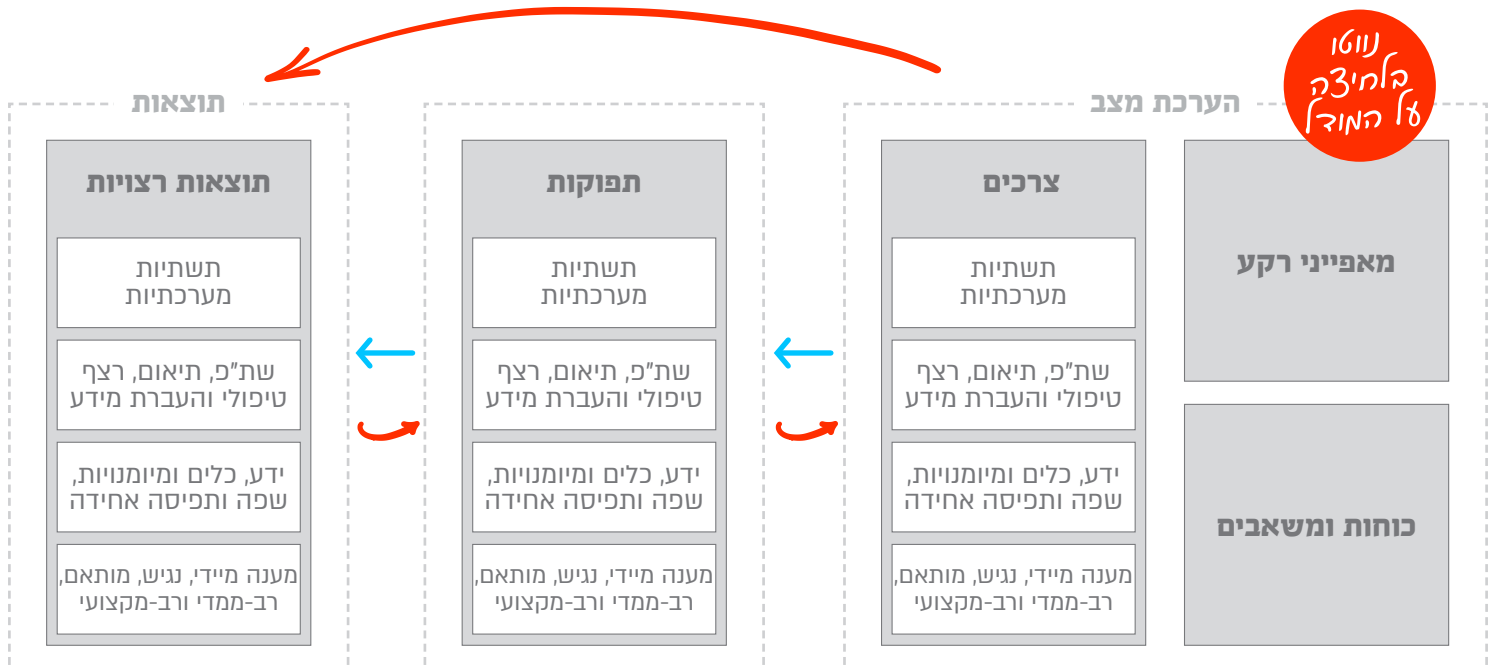 נווטו
בלחיצה
על המודל
הערכת מצב
מאפייני רקע
כוחות ומשאבים
צרכים
תשתיות
מערכתיות
שת"פ, תיאום, רצף
טיפולי והעברת מידע
ידע, כלים ומיומנויות,
שפה ותפיסה אחידה
מענה מיידי, נגיש, מותאם,
רב-ממדי ורב-מקצועי
תפוקות
תשתיות
מערכתיות
שת"פ, תיאום, רצף
טיפולי והעברת מידע
ידע, כלים ומיומנויות,
שפה ותפיסה אחידה
מענה מיידי, נגיש, מותאם,
רב-ממדי ורב-מקצועי
תוצאות
תוצאות רצויות
תשתיות
מערכתיות
שת"פ, תיאום, רצף
טיפולי והעברת מידע
ידע, כלים ומיומנויות,
שפה ותפיסה אחידה
מענה מיידי, נגיש, מותאם,
רב-ממדי ורב-מקצועי